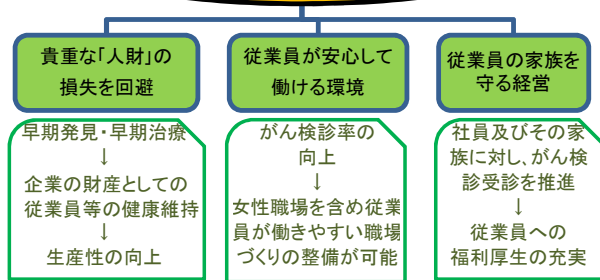 貴重な「人財」の
損失を回避
従業員が安心して
働ける環境
従業員の家族を
守る経営
早期発見・早期治療
↓
企業の財産としての
従業員等の健康維持
↓
生産性の向上
がん検診率の
向上
↓
女性職場を含め従業
員が働きやすい職場
づくりの整備が可能
社員及びその家
族に対し、がん検
診受診を推進
↓
従業員への
福利厚生の充実